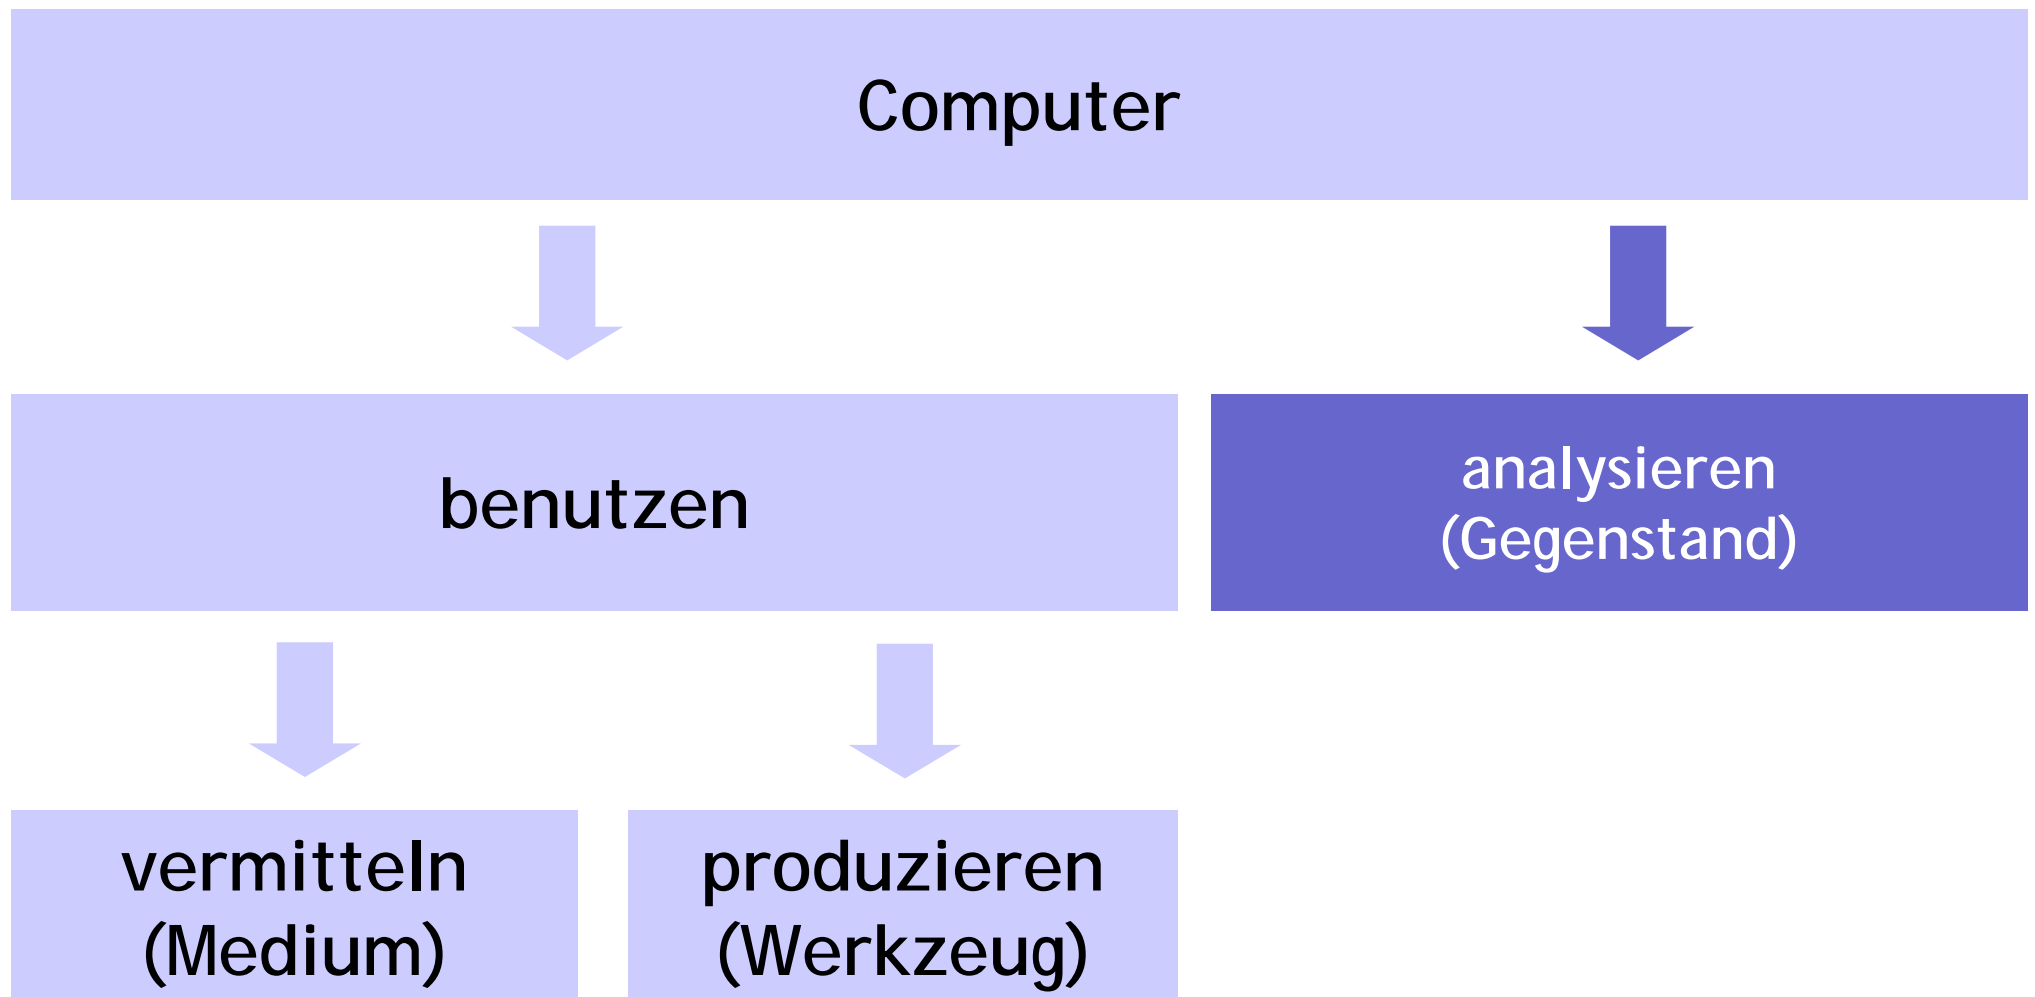 Computer
benutzen
analysieren
(Gegenstand)
vermitteln
(Medium)
produzieren
(Werkzeug)